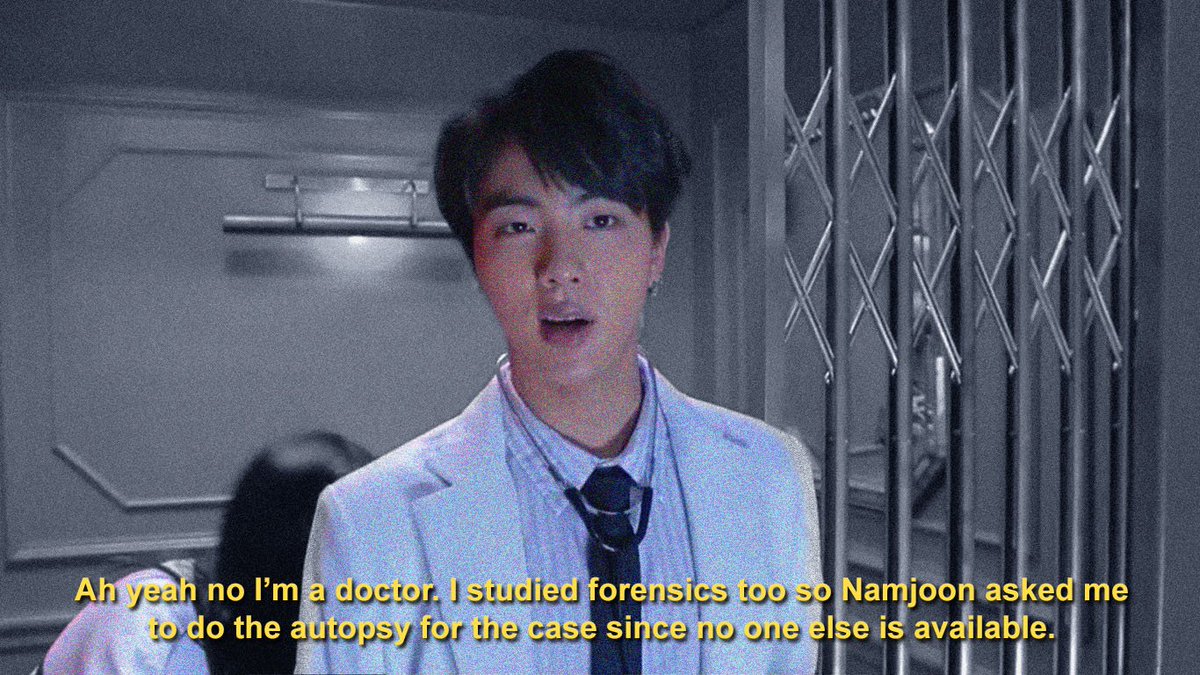 Ah yeah no I’m a doctor. I studied forensics too so Namjoon asked me
to do the autopsy for the case since no one else is available.